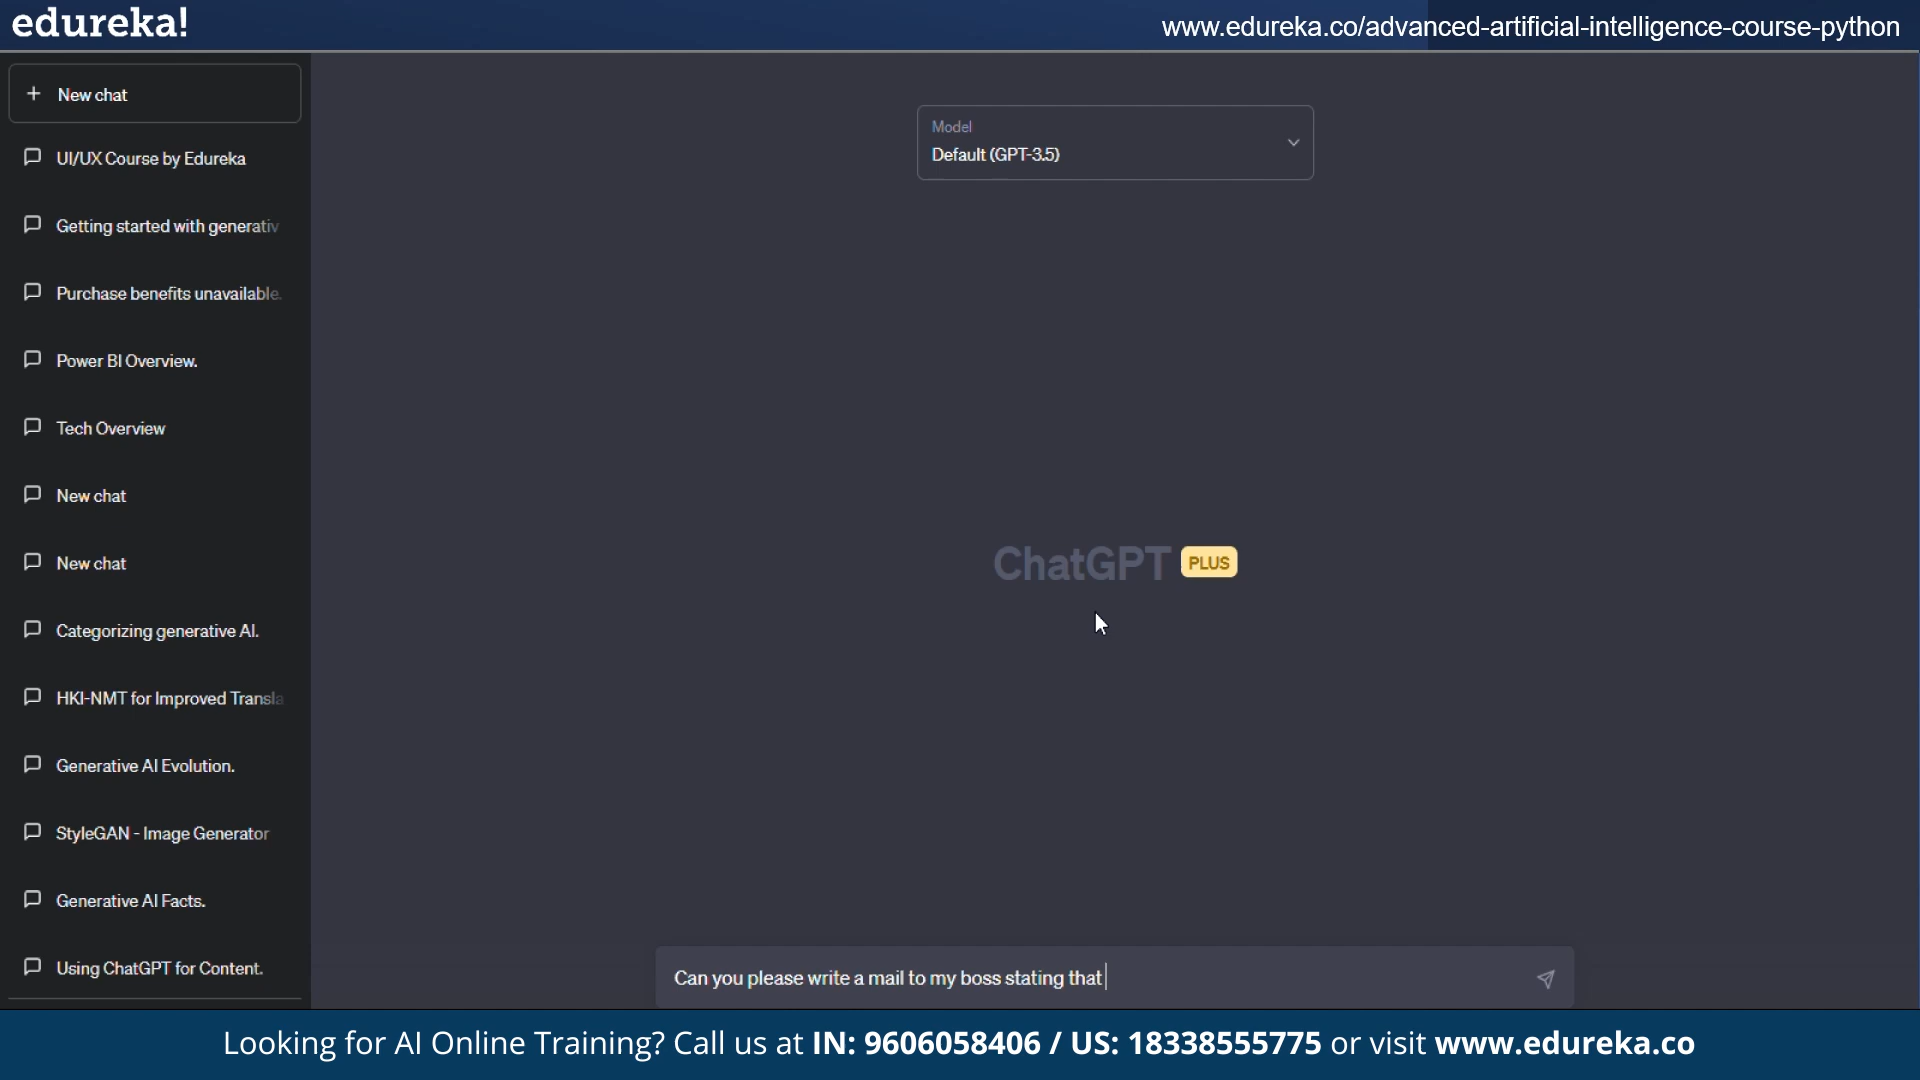 edureka!
www.edureka.co/advanced-artificial-intelligence-course-python
New chat
UI/UX Course by Edureka
Getting started with generativ
Purchase benefits unavailable.
Power BI Overview.
Tech Overview
New chat
New chat
Categorizing generative AI.
HKI-NMT for Improved Transla
Generative AI Evolution.
StyleGAN - Image Generator
Generative AI Facts.
Using ChatGPT for Content.
Model
Default (GPT-3.5)
ChatGPT PLUS
Can you please write a mail to my boss stating that
Looking for AI Online Training? Call us at IN: 9606058406 / US: 18338555775 or visit www.edureka.co